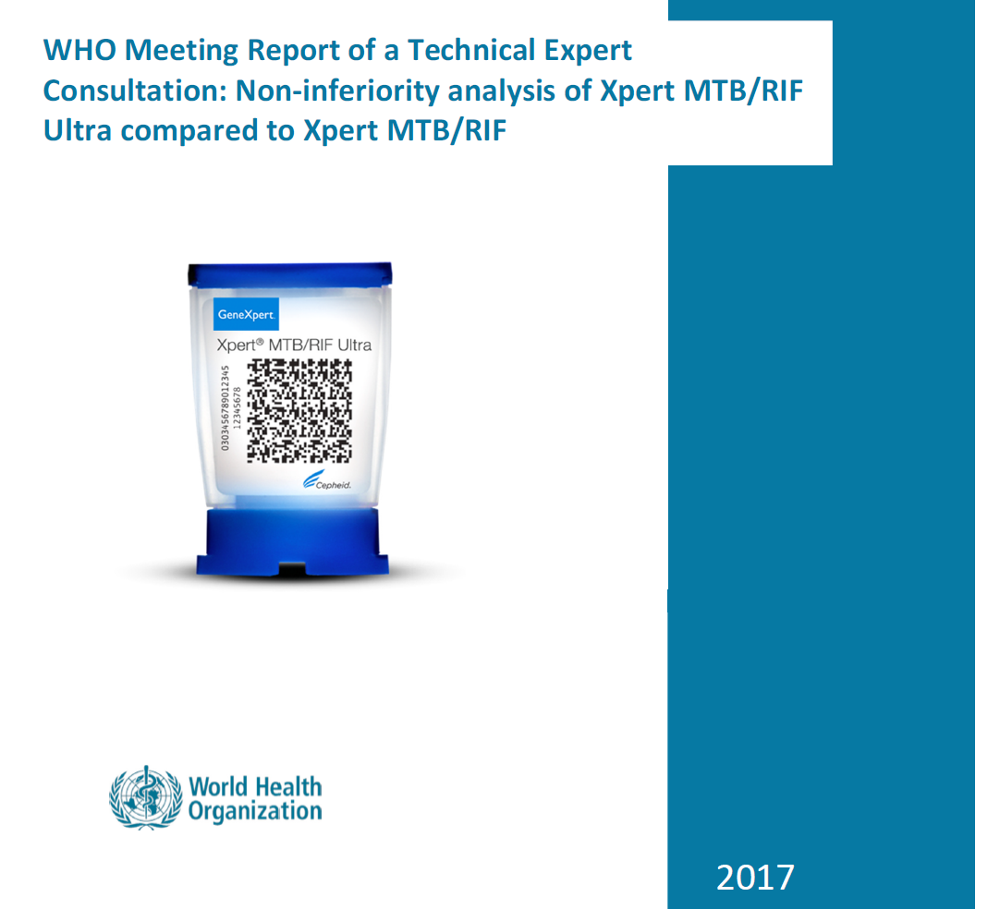 WHO Meeting Report of a Technical Expert
Consultation: Non-inferiority analysis of Xpert MTB/RIF
Ultra compared to Xpert MTB/RIF
GeneXpert.
Xpert® MTB/RIF Ultra
0303456789012345
12345678
Cepheid.
World Health
Organization
2017